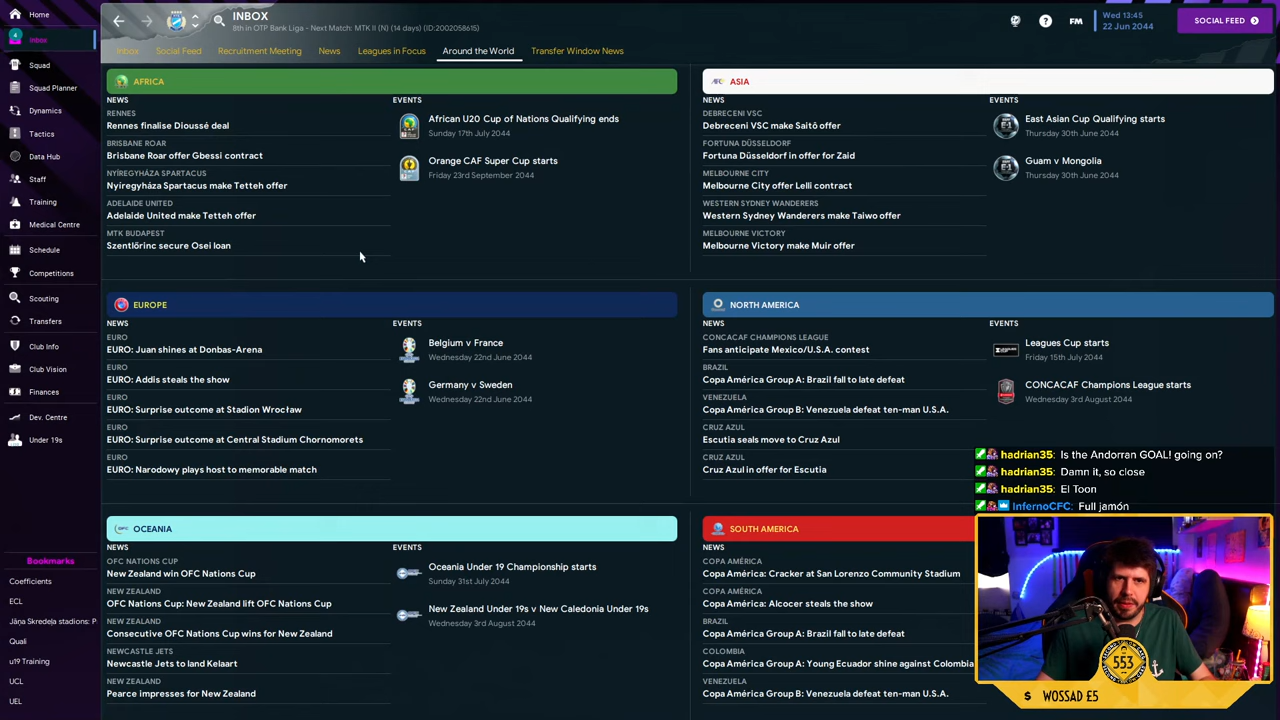 Home
4
Inbox
Squad
Squad Planner
Dynamics
Tactics
Data Hub
Staff
Training
Medical Centre
Schedule
Competitions
Scouting
Transfers
Club Info
Club Vision
Finances
Dev. Centre
Under 19s
Bookmarks
Coefficients
ECL
Jāņa Skredeļa stadions: P
Quali
u19 Training
UCL
UEL
INBOX
8th in OTP Bank Liga - Next Match: MTK II (N) (14 days) (ID:2002058615)
?
FM
Wed 13:45
22 Jun 2044
SOCIAL FEED
Inbox
Social Feed
Recruitment Meeting
News
Leagues in Focus
Around the World
Transfer Window News
AFRICA
NEWS
RENNES
Rennes finalise Dioussé deal
BRISBANE ROAR
Brisbane Roar offer Gbessi contract
NYÍREGYHÁZA SPARTACUS
Nyíregyháza Spartacus make Tetteh offer
ADELAIDE UNITED
Adelaide United make Tetteh offer
MTK BUDAPEST
Szentlőrinc secure Osei loan
EVENTS
African U20 Cup of Nations Qualifying ends
Sunday 17th July 2044
Orange CAF Super Cup starts
Friday 23rd September 2044
AFC
ASIA
NEWS
DEBRECENI VSC
Debreceni VSC make Saitō offer
FORTUNA DÜSSELDORF
Fortuna Düsseldorf in offer for Zaid
MELBOURNE CITY
Melbourne City offer Lelli contract
WESTERN SYDNEY WANDERERS
Western Sydney Wanderers make Taiwo offer
MELBOURNE VICTORY
Melbourne Victory make Muir offer
EVENTS
East Asian Cup Qualifying starts
Thursday 30th June 2044
Guam v Mongolia
Thursday 30th June 2044
EUROPE
NEWS
EURO
EURO: Juan shines at Donbas-Arena
EURO
EURO: Addis steals the show
EURO
EURO: Surprise outcome at Stadion Wrocław
EURO
EURO: Surprise outcome at Central Stadium Chornomorets
EURO
EURO: Narodowy plays host to memorable match
EVENTS
Belgium v France
Wednesday 22nd June 2044
Germany v Sweden
Wednesday 22nd June 2044
NORTH AMERICA
NEWS
CONCACAF CHAMPIONS LEAGUE
Fans anticipate Mexico/U.S.A. contest
BRAZIL
Copa América Group A: Brazil fall to late defeat
VENEZUELA
Copa América Group B: Venezuela defeat ten-man U.S.A.
CRUZ AZUL
Escutia seals move to Cruz Azul
CRUZ AZUL
Cruz Azul in offer for Escutia
EVENTS
Leagues Cup starts
Friday 15th July 2044
CONCACAF Champions League starts
Wednesday 3rd August 2044
OFC
OCEANIA
NEWS
OFC NATIONS CUP
New Zealand win OFC Nations Cup
NEW ZEALAND
OFC Nations Cup: New Zealand lift OFC Nations Cup
NEW ZEALAND
Consecutive OFC Nations Cup wins for New Zealand
NEWCASTLE JETS
Newcastle Jets to land Kelaart
NEW ZEALAND
Pearce impresses for New Zealand
EVENTS
Oceania Under 19 Championship starts
Sunday 31st July 2044
New Zealand Under 19s v New Caledonia Under 19s
Wednesday 3rd August 2044
SOUTH AMERICA
NEWS
COPA AMÉRICA
Copa América: Cracker at San Lorenzo Community Stadium
COPA AMÉRICA
Copa América: Alcocer steals the show
BRAZIL
Copa América Group A: Brazil fall to late defeat
COLOMBIA
Copa América Group A: Young Ecuador shine against Colombia
VENEZUELA
Copa América Group B: Venezuela defeat ten-man U.S.A.
hadrian35: Is the Andorran GOAL! going on?
hadrian35: Damn it, so close
hadrian35: El Toon
InfernoCFC: Full jamón
553
$ WOSSAD £5